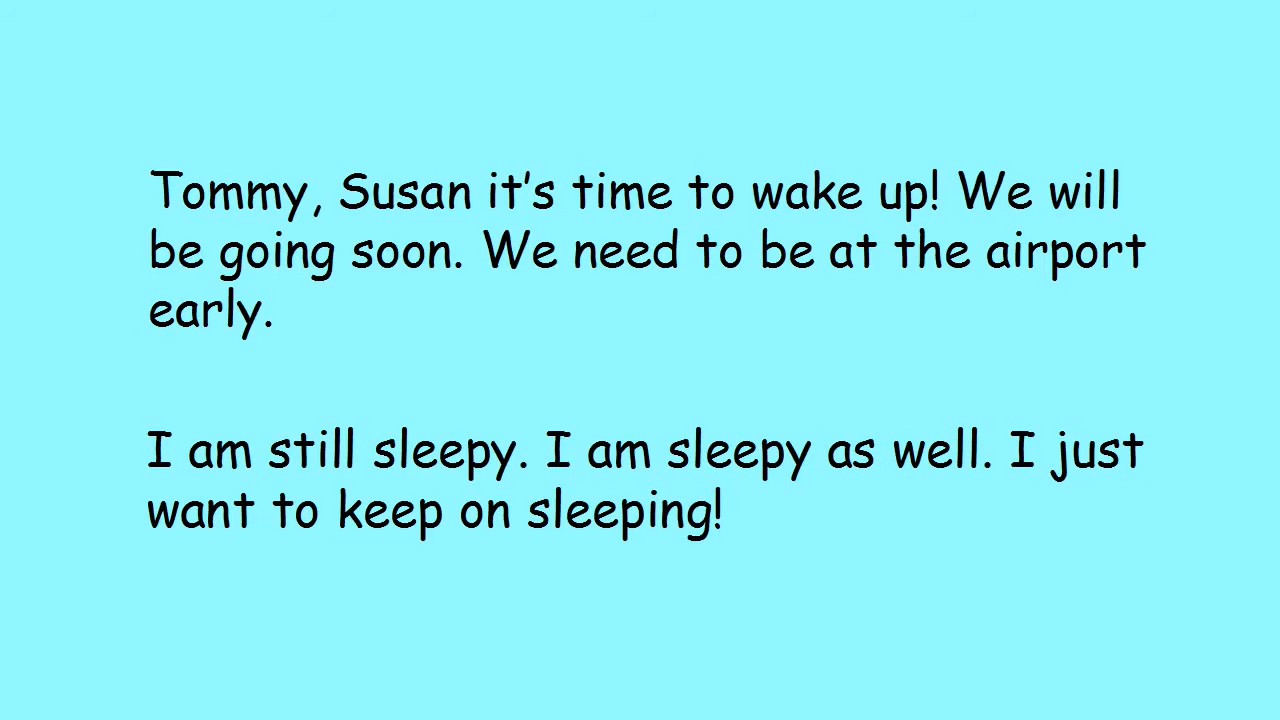 Tommy, Susan it's time to wake up! We will
be going soon. We need to be at the airport
early.
I am still sleepy. I am sleepy as well. I just
want to keep on sleeping!